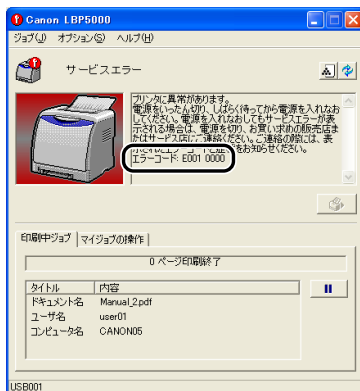 Canon LBP5000
ジョブ(J) オプション(S) ヘルプ(H)
サービスエラー
プリンタに異常があります。
電源をいったん切り、しばらく待ってから電源を入れなお
してください。電源を入れなおしてもサービスエラーが表
示される場合は、電源を切り、お買い求めの販売店ま
たはサービス店にご連絡ください。ご連絡の際には、表
エラーコード: E001 0000
印刷中ジョブ マイジョブの操作
0 ページ印刷終了
タイトル 内容
ドキュメント名 Manual_2.pdf
ユーザ名 user01
コンピュータ名 CANON05
USB001